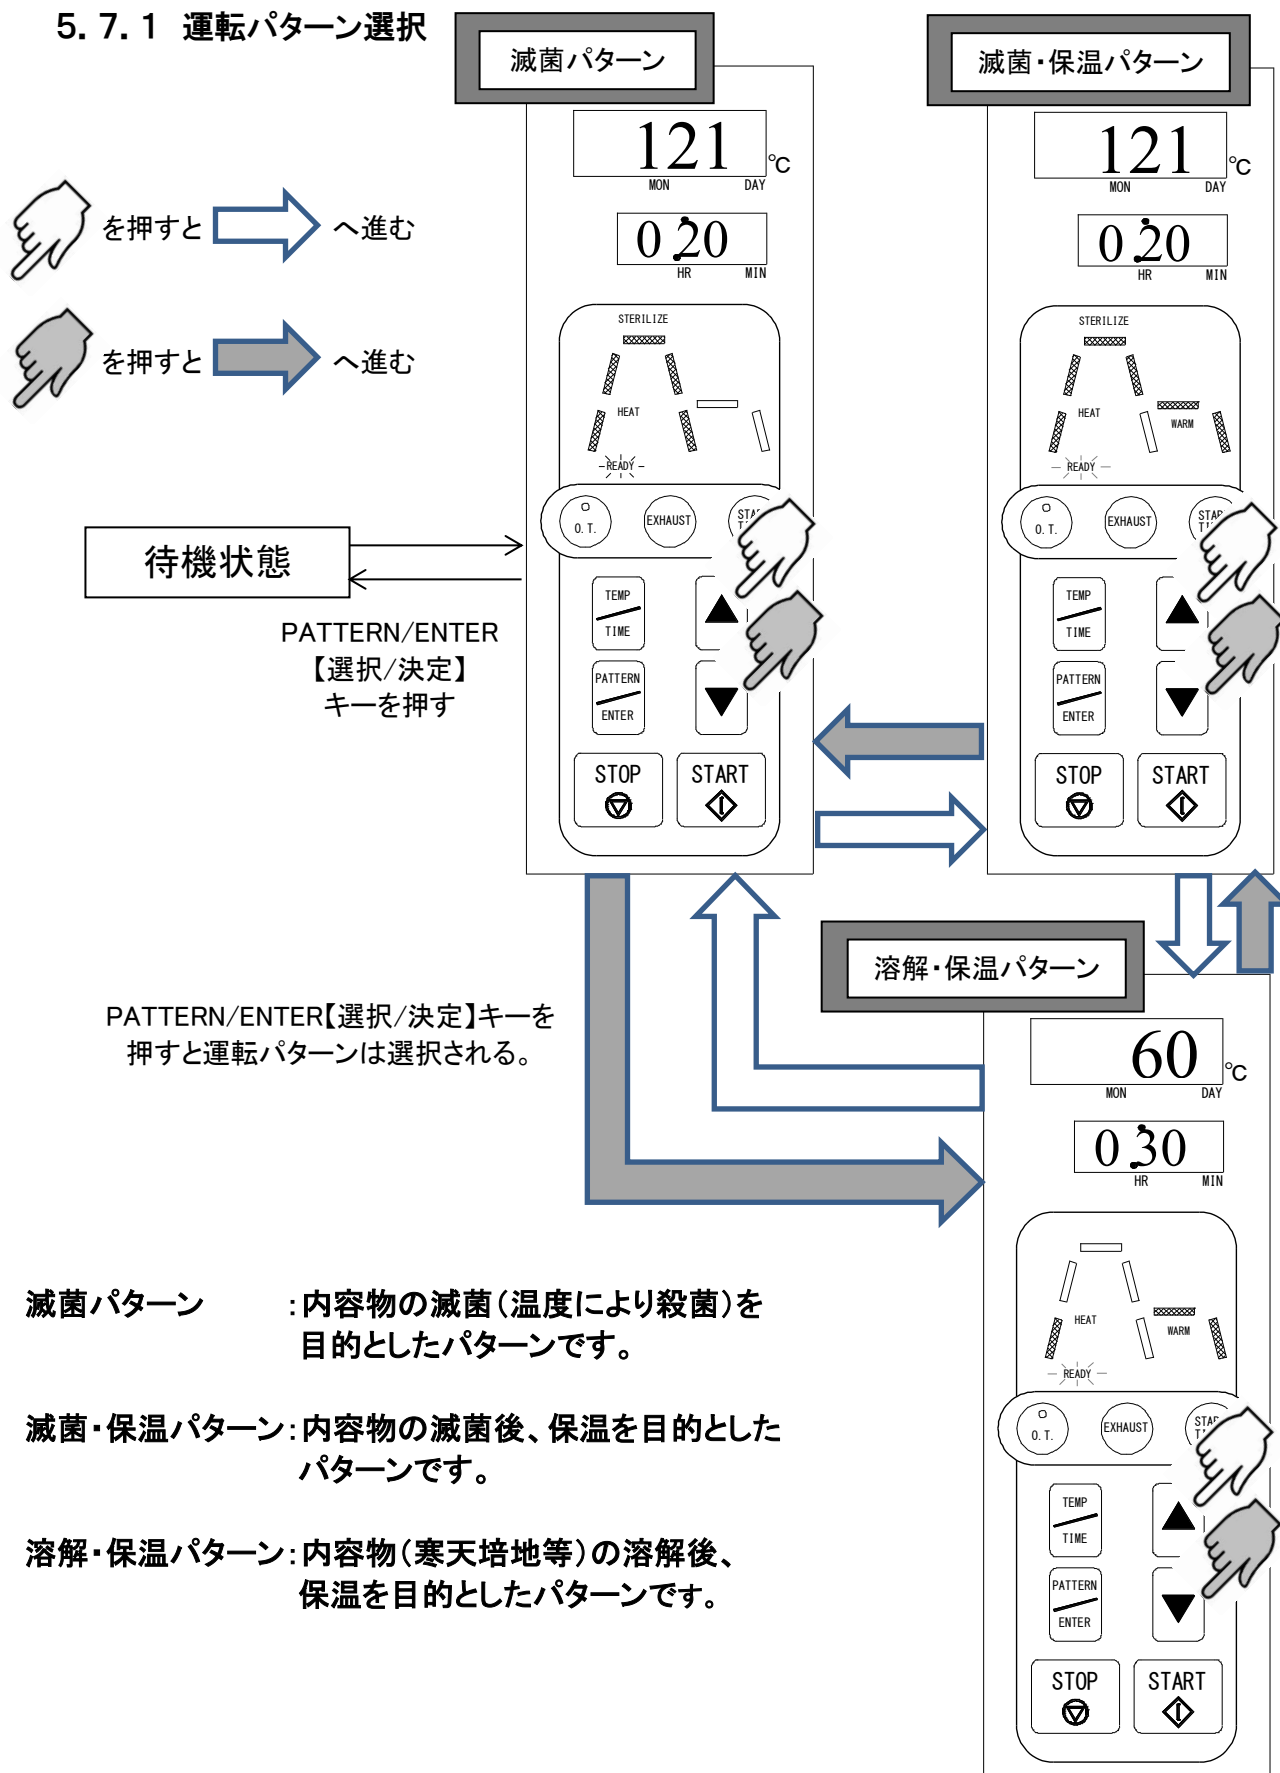 5.7.1 運転パターン選択
滅菌パターン
121
℃
MON DAY
0:20
HR MIN
STERILIZE
HEAT
READY
O.T.
EXHAUST
TEMP
TIME
PATTERN
ENTER
STOP
START
滅菌・保温パターン
121
℃
MON DAY
0:20
HR MIN
STERILIZE
HEAT
WARM
READY
O.T.
EXHAUST
TEMP
TIME
PATTERN
ENTER
STOP
START
を押すと へ進む
を押すと へ進む
待機状態
PATTERN/ENTER
【選択/決定】
キーを押す
PATTERN/ENTER【選択/決定】キーを
押すと運転パターンは選択される。
溶解・保温パターン
60
℃
MON DAY
0:30
HR MIN
HEAT
WARM
READY
O.T.
EXHAUST
TEMP
TIME
PATTERN
ENTER
STOP
START
滅菌パターン :内容物の滅菌(温度により殺菌)を
目的としたパターンです。
滅菌・保温パターン:内容物の滅菌後、保温を目的とした
パターンです。
溶解・保温パターン:内容物(寒天培地等)の溶解後、
保温を目的としたパターンです。